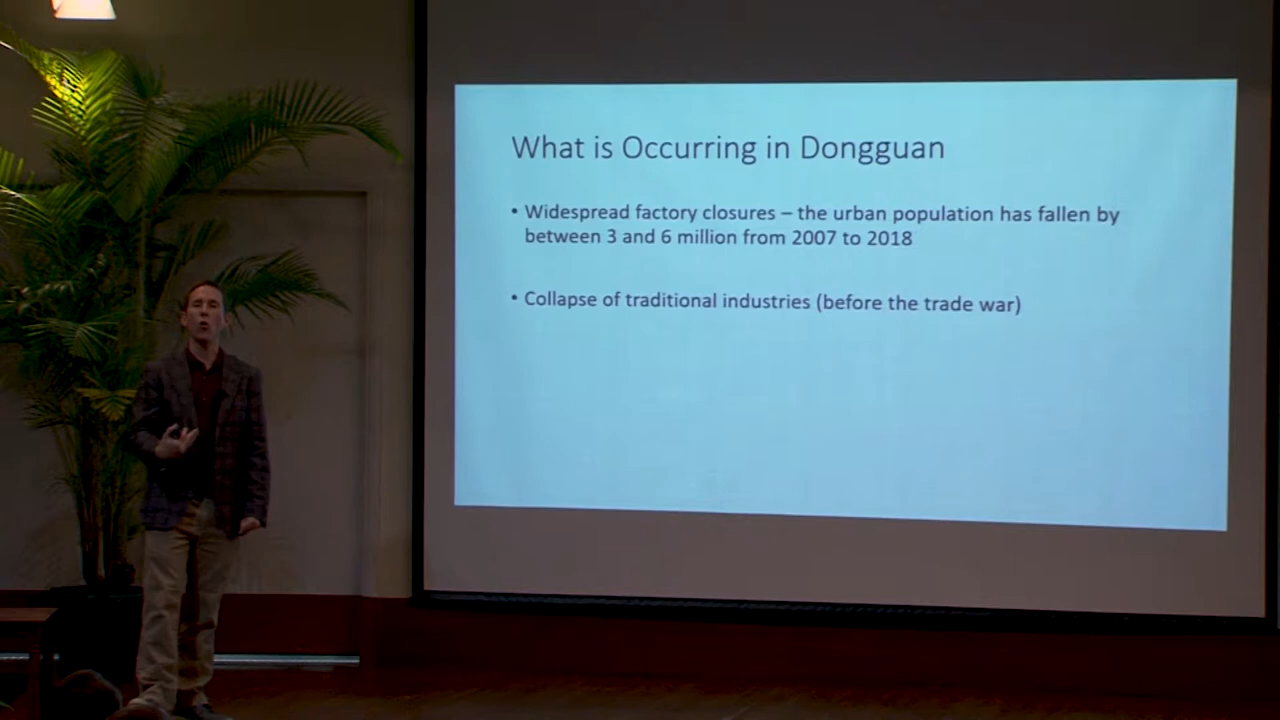 What is Occurring in Dongguan
• Widespread factory closures – the urban population has fallen by
between 3 and 6 million from 2007 to 2018
• Collapse of traditional industries (before the trade war)